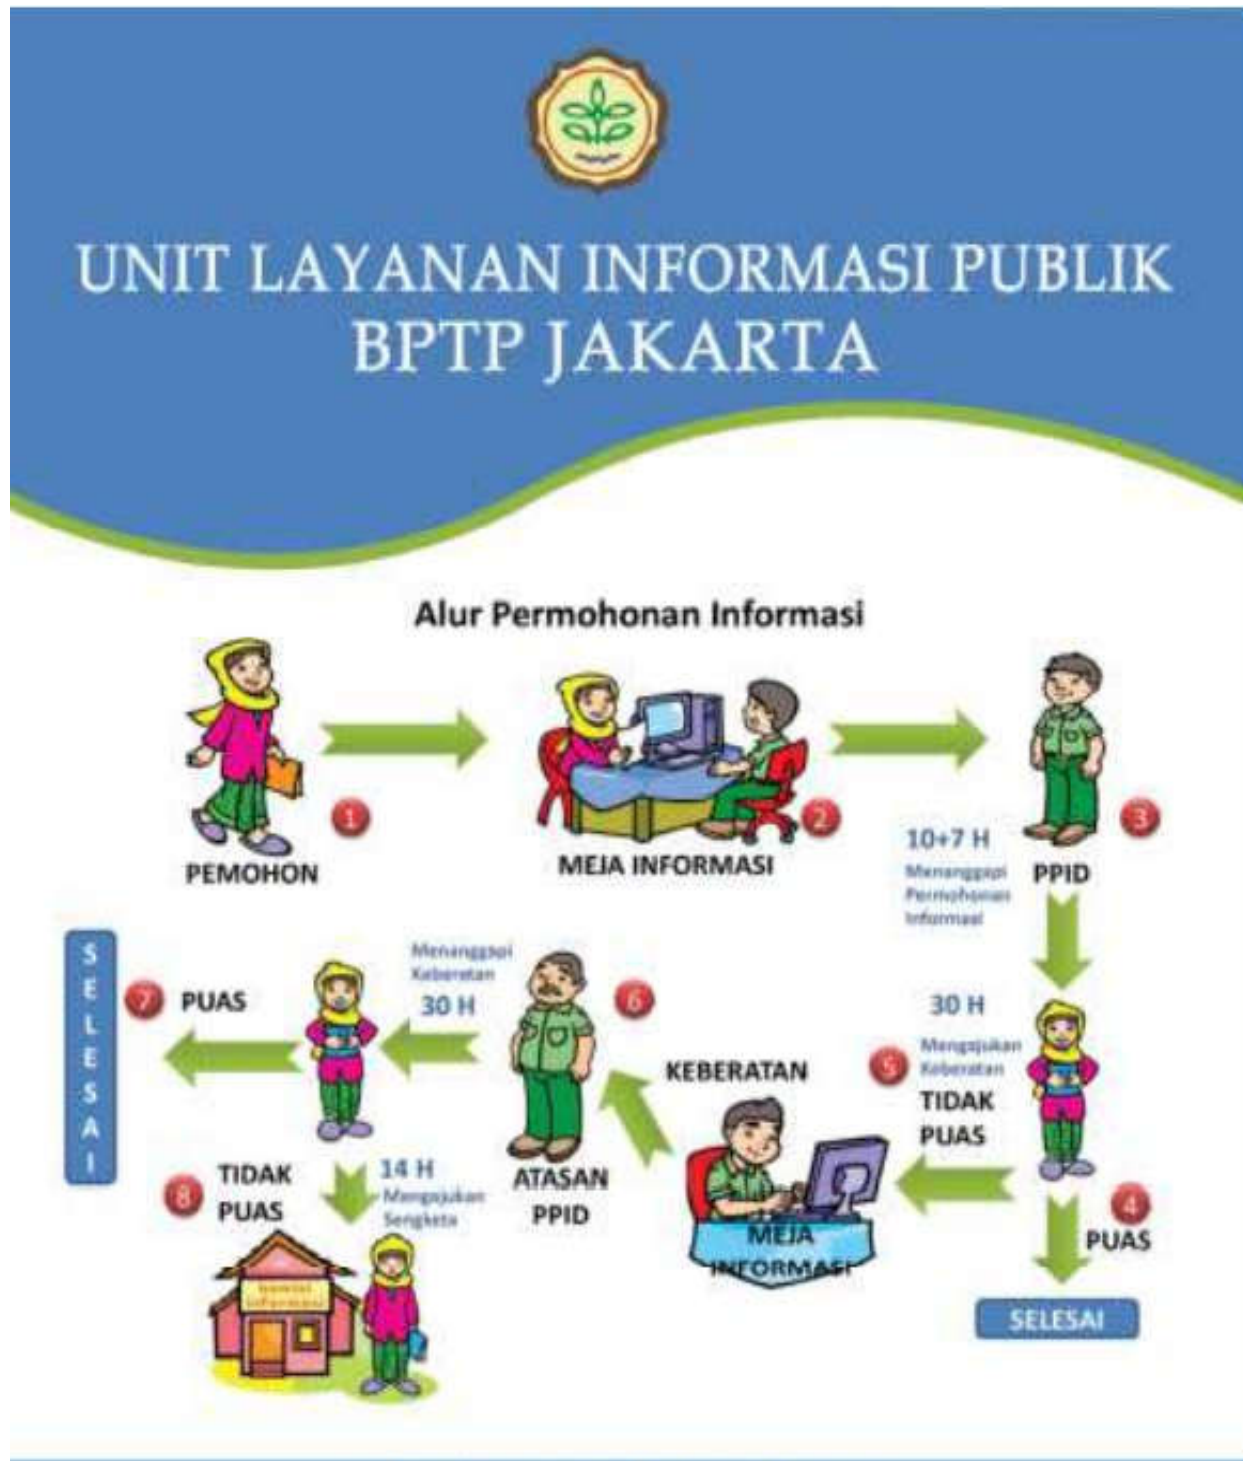 UNIT LAYANAN INFORMASI PUBLIK
BPTP JAKARTA
Alur Permohonan Informasi
1
PEMOHON
2
MEJA INFORMASI
3
PPID
10+7 H
Menanggapi
Permohonan
Informasi
30 H
Mengajukan
Keberatan
5
TIDAK
PUAS
4
PUAS
SELESAI
KEBERATAN
MEJA
INFORMASI
6
ATASAN
PPID
Menanggapi
Keberatan
30 H
7
PUAS
SELESAI
8
TIDAK
PUAS
14 H
Mengajukan
Sengketa
Komisi
Informasi